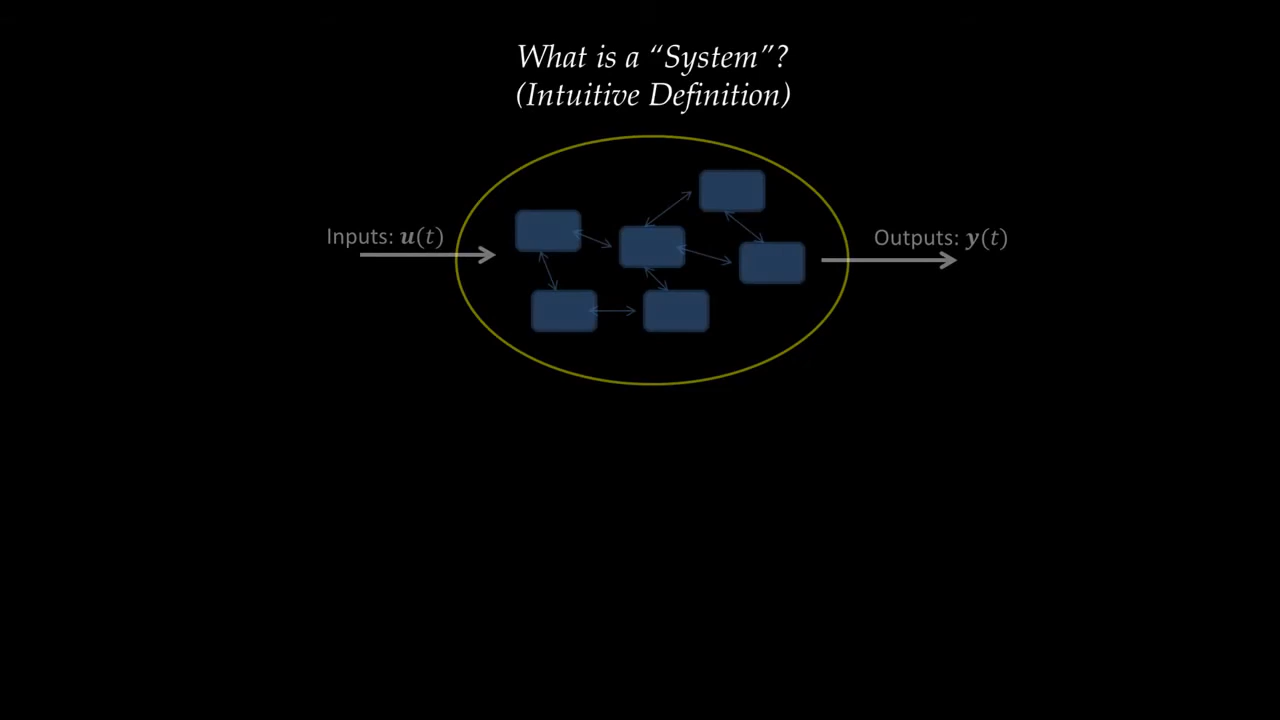 What is a “System”?
(Intuitive Definition)
Inputs: u(t)
Outputs: y(t)